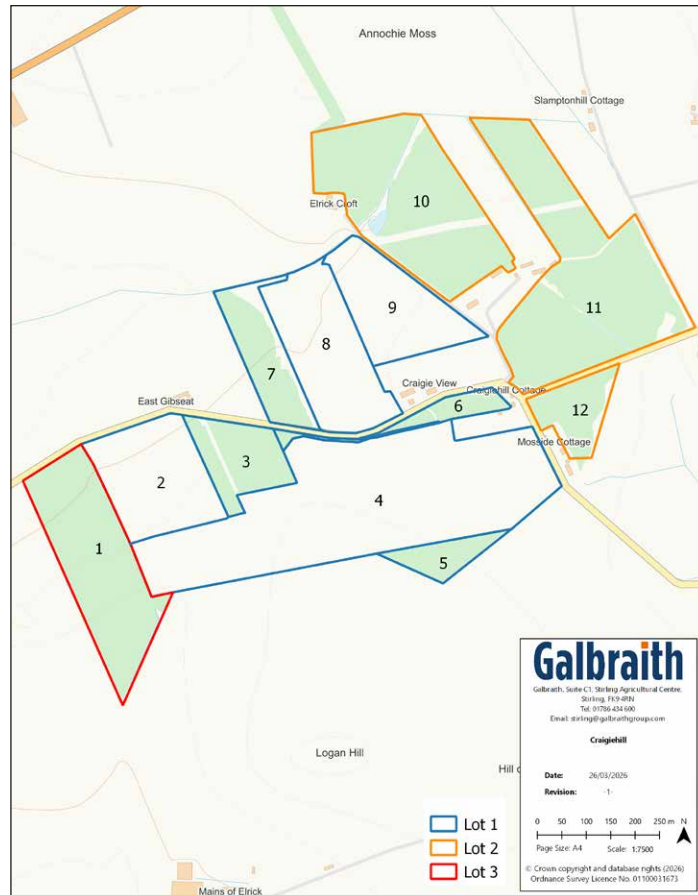 Annochie Moss
Slamptonhill Cottage
Elrick Croft
10
11
9
8
7
Craigie View
Craigiehill Cottage
6
East Gibseat
12
Mosside Cottage
3
2
4
1
5
Logan Hill
Hill o
Mains of Elrick
Lot 1
Lot 2
Lot 3
Galbraith
Galbraith, Suite C1, Stirling Agricultural Centre,
Stirling, FK9 4RN
Tel: 01786 434 600
Email: stirling@galbraithgroup.com
Craigiehill
Date: 26/03/2026
Revision: -1-
0 50 100 150 200 250 m N
Page Size: A4 Scale: 1:7500
© Crown copyright and database rights (2026)
Ordnance Survey Licence No. 01100031673